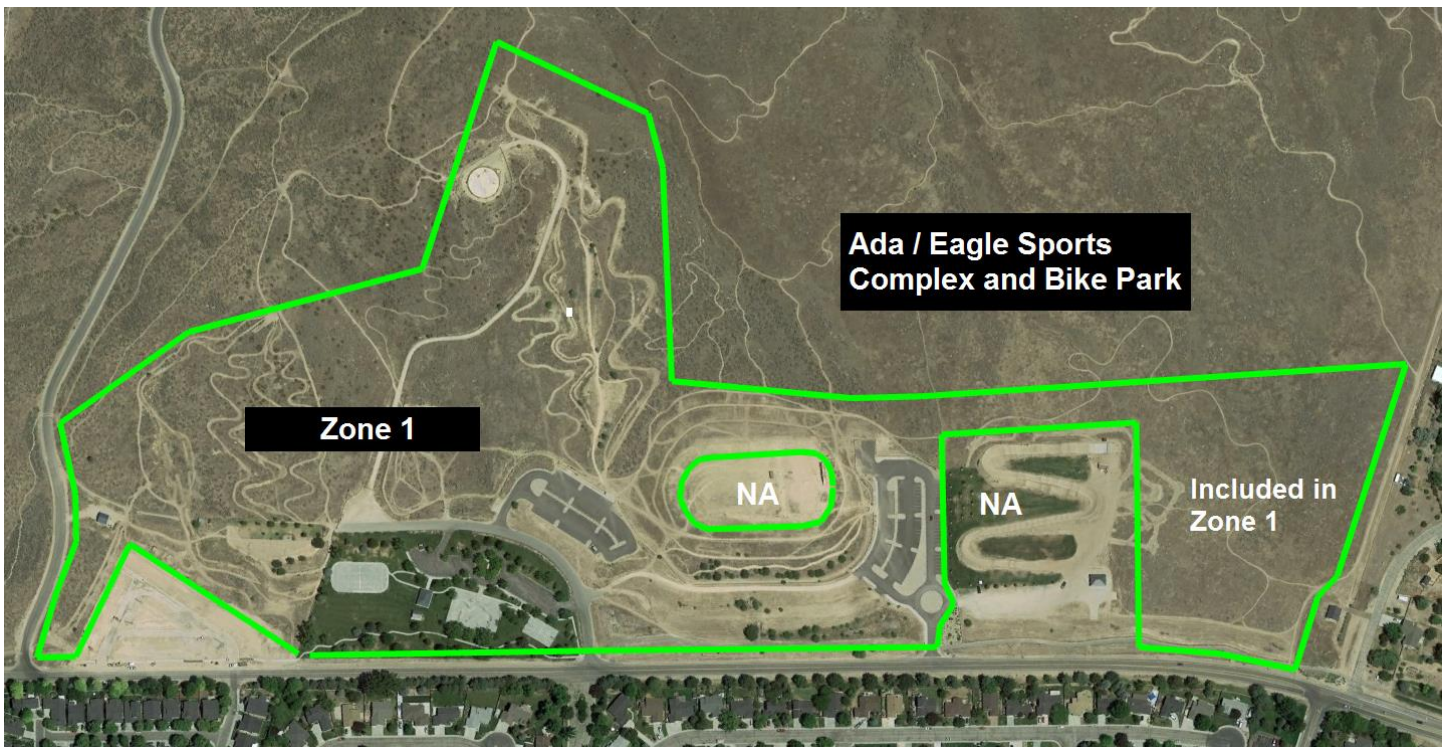 Ada / Eagle Sports
Complex and Bike Park
Zone 1
NA
NA
Included in
Zone 1